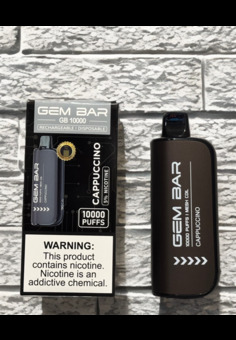 GEM BAR
GB 10000
RECHARGEABLE DISPOSABLE
CAPPUCCINO
5% NICOTINE
GEM BAR
10000
PUFFS
WARNING:
This product
contains nicotine.
Nicotine is an
addictive chemical.
GEM BAR
10000 PUFFS / MESH COIL
CAPPUCCINO